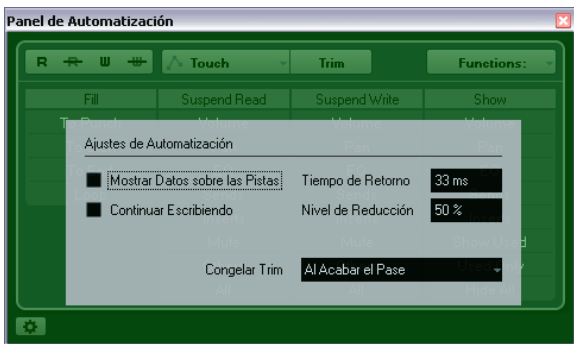 Panel de Automatización
R R W W Touch Trim Functions:
Fill Suspend Read Suspend Write Show
To Punch Volume Volume Volume
Pan Pan
Ajustes de Automatización
Mostrar Datos sobre las Pistas Tiempo de Retorno 33 ms
Continuar Escribiendo Nivel de Reducción 50 %
Mute Mute Show Used
Congelar Trim Al Acabar el Pase
All All Hide All